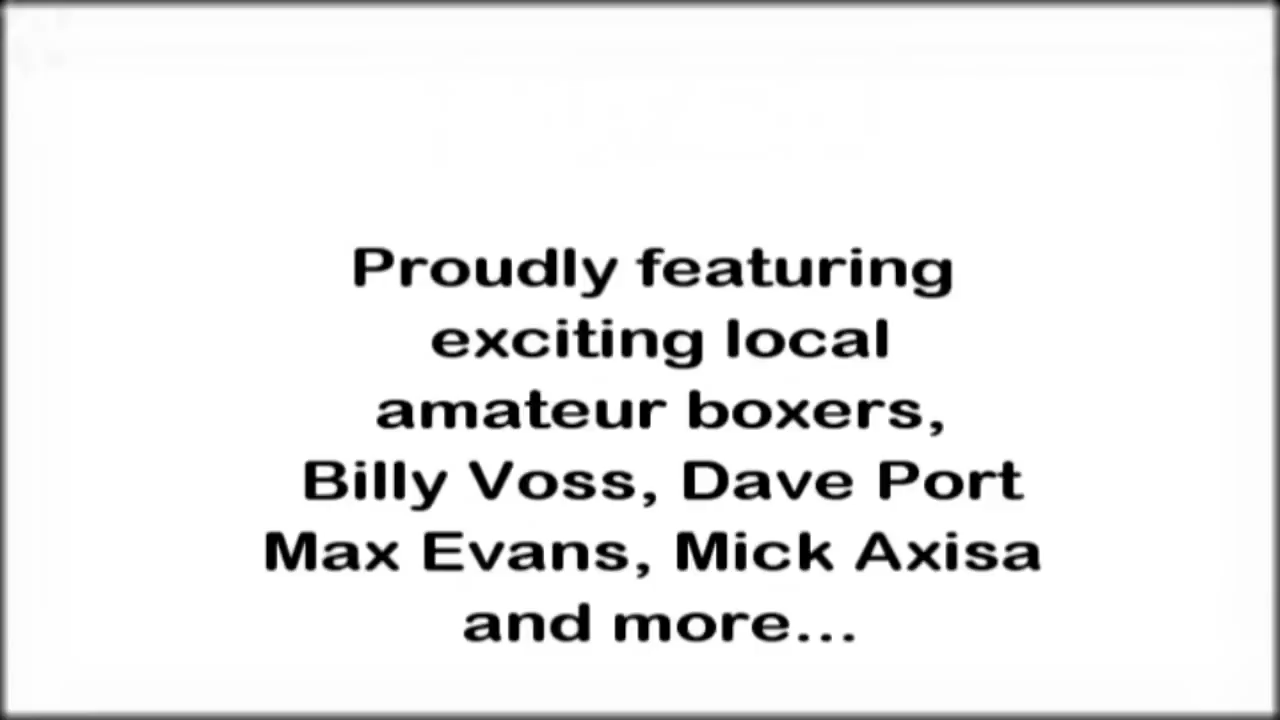 Proudly featuring
exciting local
amateur boxers,
Billy Voss, Dave Port
Max Evans, Mick Axisa
and more...